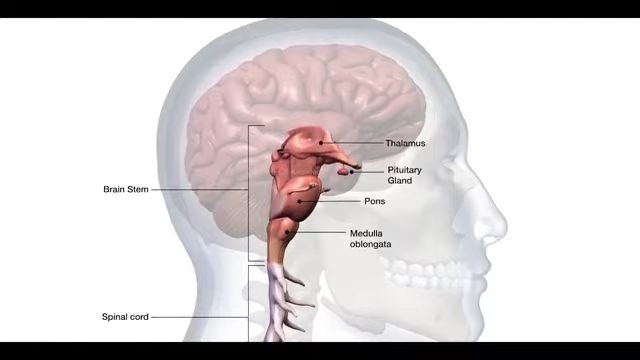 Thalamus
Pituitary
Gland
Brain Stem
Pons
Medulla
oblongata
Spinal cord